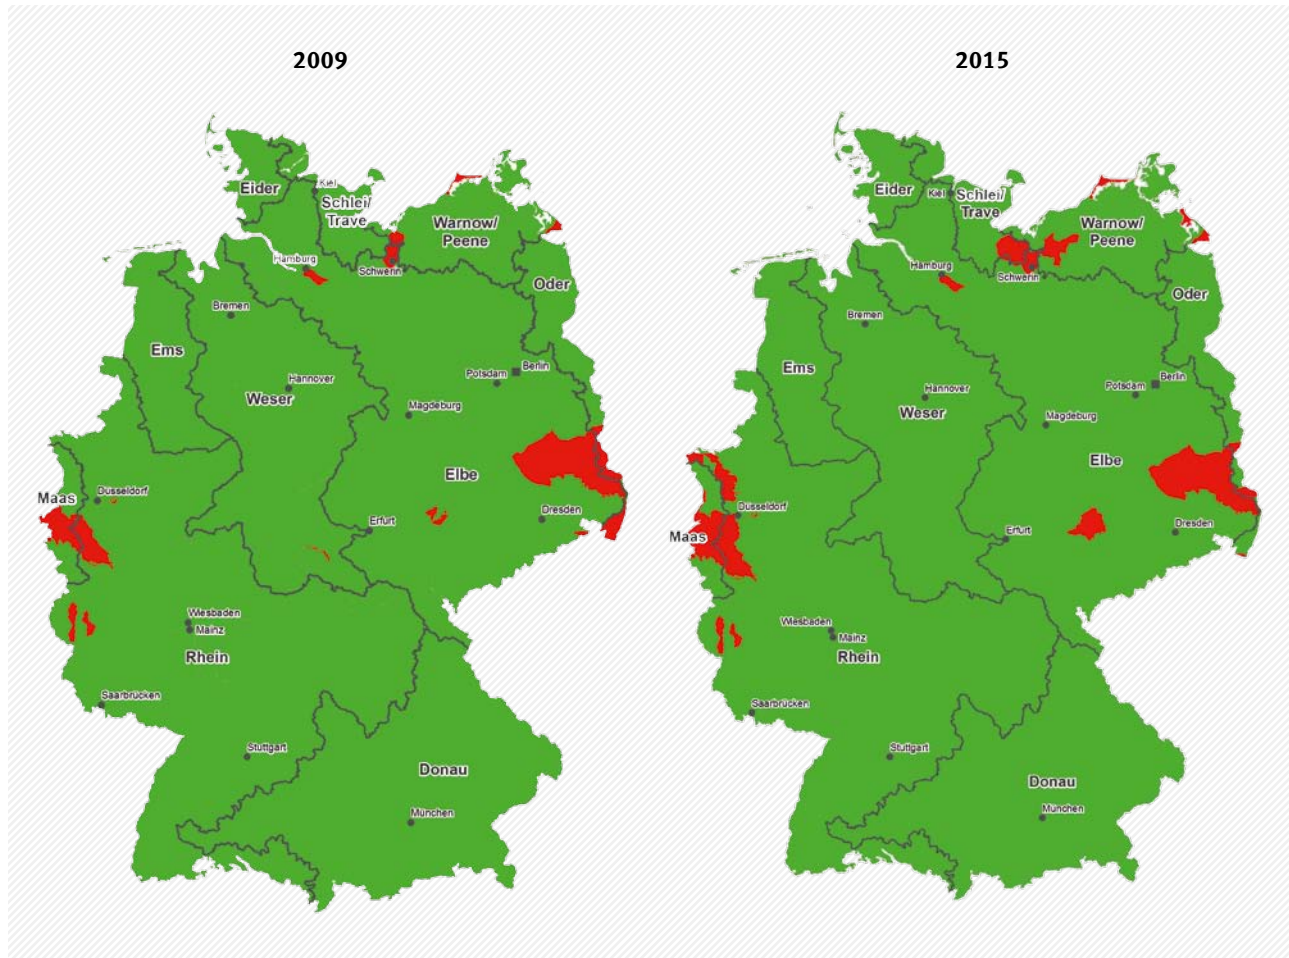 2009
2015
Eider
Kiel
Schlei/
Trave
Warnow/
Peene
Hamburg
Schwerin
Oder
Bremen
Ems
Hannover
Weser
Potsdam
Berlin
Magdeburg
Elbe
Maas
Düsseldorf
Erfurt
Dresden
Wiesbaden
Mainz
Rhein
Saarbrücken
Stuttgart
Donau
München
Eider
Kiel
Schlei/
Trave
Warnow/
Peene
Hamburg
Schwerin
Oder
Bremen
Ems
Hannover
Weser
Potsdam
Berlin
Magdeburg
Elbe
Maas
Düsseldorf
Erfurt
Dresden
Wiesbaden
Mainz
Rhein
Saarbrücken
Stuttgart
Donau
München